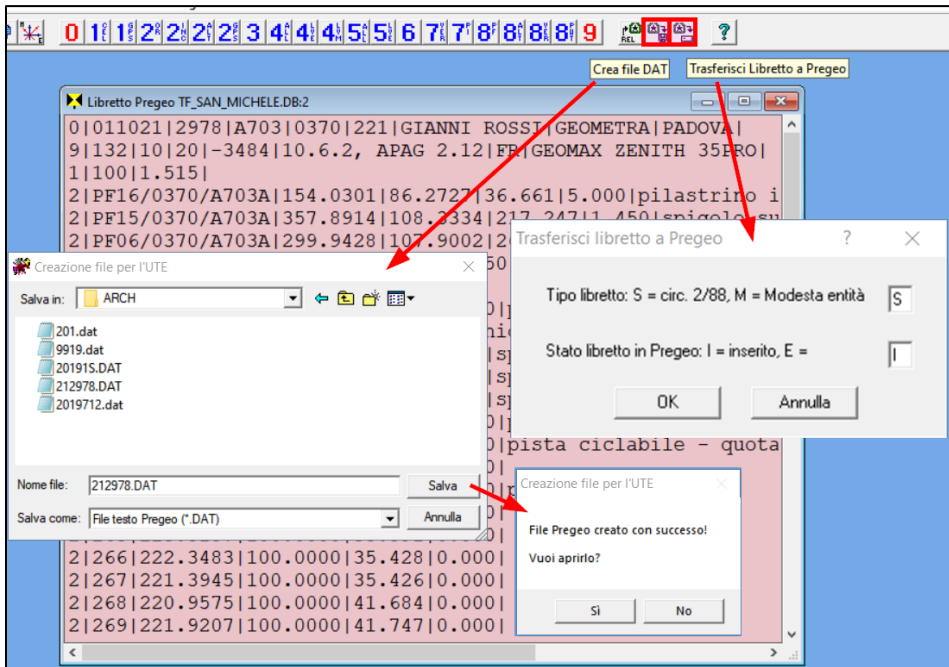 0 1 1 2 2 2 2 3 4 4 4 5 5 6 7 7 8 8 8 8 9 REL ?
Crea file DAT
Trasferisci Libretto a Pregeo
Libretto Pregeo TF_SAN_MICHELE.DB:2
0|011021|2978|A703|0370|221|GIANNI ROSSI|GEOMETRA|PADOVA|
9|132|10|20|-3484|10.6.2, APAG 2.12|FR|GEOMAX ZENITH 35PRO|
1|100|1.515|
2|PF16/0370/A703A|154.0301|86.2727|36.661|5.000|pilastrino i
2|PF15/0370/A703A|357.8914|108.3334|217.247|1.450|spigolo su
2|PF06/0370/A703A|299.9428|107.9002|2
Creazione file per l'UTE
Salva in: ARCH
201.dat
9919.dat
20191S.DAT
212978.DAT
2019712.dat
Nome file: 212978.DAT Salva
Salva come: File testo Pregeo (*.DAT) Annulla
Trasferisci libretto a Pregeo ? 
Tipo libretto: S = circ. 2/88, M = Modesta entità S
Stato libretto in Pregeo: I = inserito, E = I
OK Annulla
0|pista ciclabile - quota
Creazione file per l'UTE
File Pregeo creato con successo!
Vuoi aprirlo?
Sì No
2|266|222.3483|100.0000|35.428|0.000|
2|267|221.3945|100.0000|35.426|0.000|
2|268|220.9575|100.0000|41.684|0.000|
2|269|221.9207|100.0000|41.747|0.000|